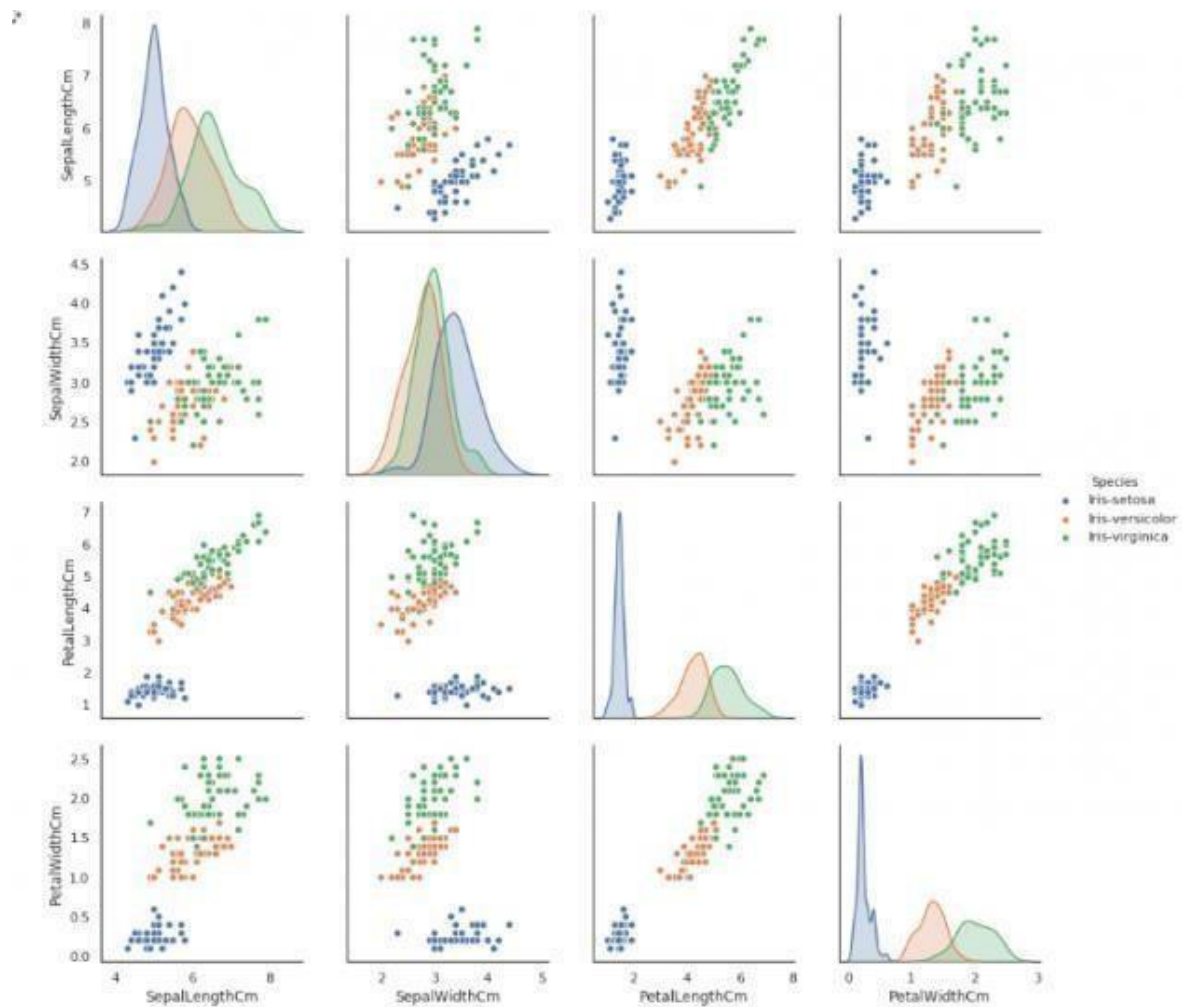 8
7
6
5
SepalLengthCm
4.5
4.0
3.5
3.0
2.5
2.0
SepalWidthCm
Species
Iris-setosa
Iris-versicolor
Iris-virginica
7
6
5
4
3
2
1
PetalLengthCm
2.5
2.0
1.5
1.0
0.5
0.0
PetalWidthCm
4 6 8 2 3 4 5 2 4 6 8 0 1 2 3
SepalLengthCm SepalWidthCm PetalLengthCm PetalWidthCm